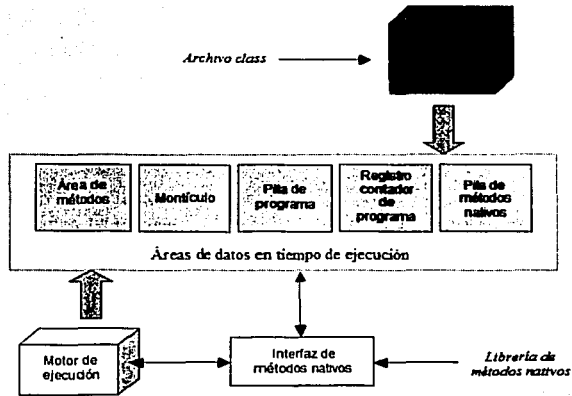 Archivo class
Área de
métodos
Montículo
Pila de
programa
Registro
contador
de
programa
Pila de
métodos
nativos
Áreas de datos en tiempo de ejecución
Motor de
ejecución
Interfaz de
métodos nativos
Librería de
métodos nativos